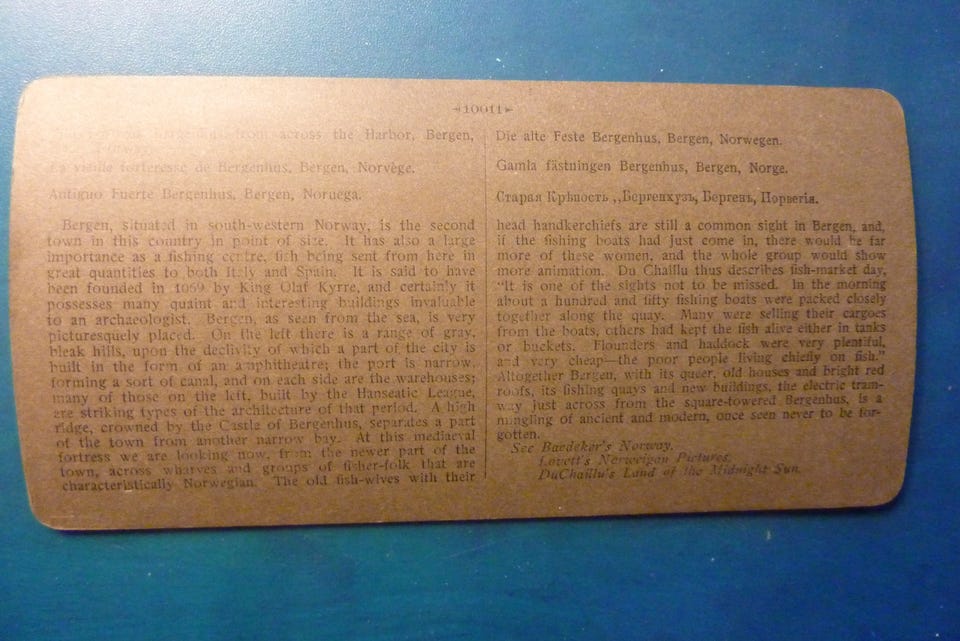 10011
Bergenhus from across the Harbor, Bergen,
vieille forteresse de Bergenhus, Bergen, Norvège.
Antiguo Fuerte Bergenhus, Bergen, Noruega.
Bergen, situated in south-western Norway, is the second
town in this country in point of size. It has also a large
importance as a fishing centre, fish being sent from here in
great quantities to both Italy and Spain. It is said to have
been founded in 1069 by King Olaf Kyrre, and certainly it
possesses many quaint and interesting buildings invaluable
to an archaeologist. Bergen, as seen from the sea, is very
picturesquely placed. On the left there is a range of gray,
bleak hills, upon the declivity of which a part of the city is
built in the form of an amphitheatre; the port is narrow,
forming a sort of canal, and on each side are the warehouses;
many of those on the left, built by the Hanseatic League,
are striking types of the architecture of that period. A high
ridge, crowned by the Castle of Bergenhus, separates a part
of the town from another narrow bay. At this mediaeval
fortress we are looking now, from the newer part of the
town, across wharves and groups of fisher-folk that are
characteristically Norwegian. The old fish-wives with their
Die alte Feste Bergenhus, Bergen, Norwegen.
Gamla fästningen Bergenhus, Bergen, Norge.
Старая Крѣпость ,,Бергенхузъ, Бергенъ, Норвегія.
head handkerchiefs are still a common sight in Bergen, and,
if the fishing boats had just come in, there would be far
more of these women, and the whole group would show
more animation. Du Chaillu thus describes fish-market day,
"It is one of the sights not to be missed. In the morning
about a hundred and fifty fishing boats were packed closely
together along the quay. Many were selling their cargoes
from the boats, others had kept the fish alive either in tanks
or buckets. Flounders and haddock were very plentiful,
and very cheap—the poor people living chiefly on fish."
Altogether Bergen, with its queer, old houses and bright red
roofs, its fishing quays and new buildings, the electric tram-
way just across from the square-towered Bergenhus, is a
mingling of ancient and modern, once seen never to be for-
gotten.
See Baedeker's Norway,
Lovett's Norwegian Pictures,
DuChaillu's Land of the Midnight Sun.